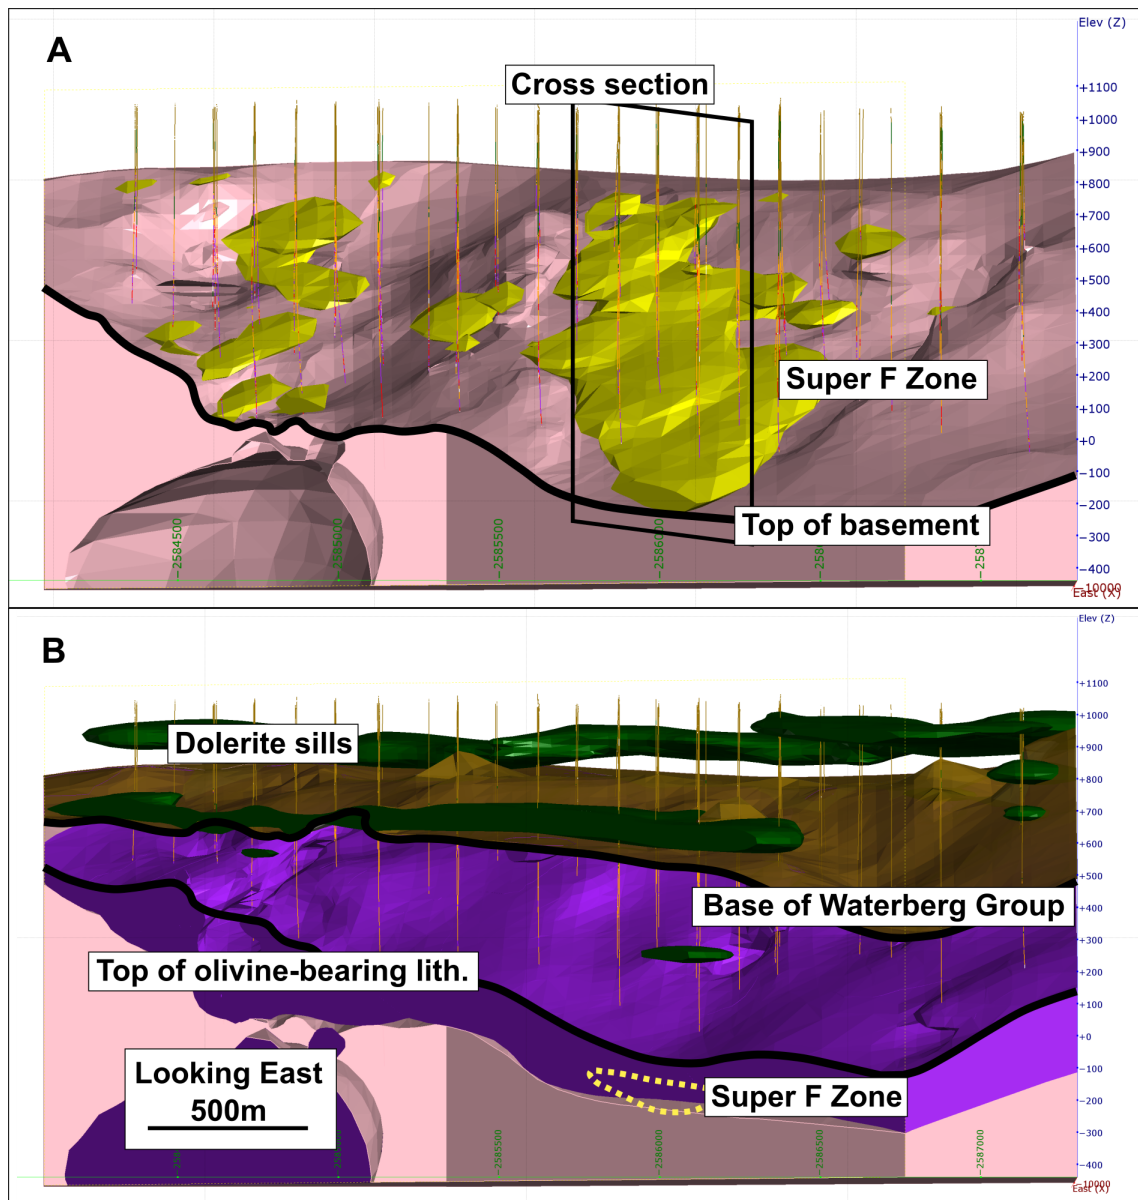 A
Elev (Z)
Cross section
+1100
+1000
+900
+800
+700
+600
+500
+400
+300
+200
+100
+0
-100
-200
-300
-400
Super F Zone
Top of basement
-2584500
-2585000
-2585500
-2586000
-10000
East (X)
B
Elev (Z)
+1100
+1000
+900
+800
+700
+600
+500
+400
+300
+200
+100
+0
-100
-200
-300
-400
Dolerite sills
Base of Waterberg Group
Top of olivine-bearing lith.
Looking East
500m
Super F Zone
-2585500
-2586000
-2586500
-2587000
-10000
East (X)